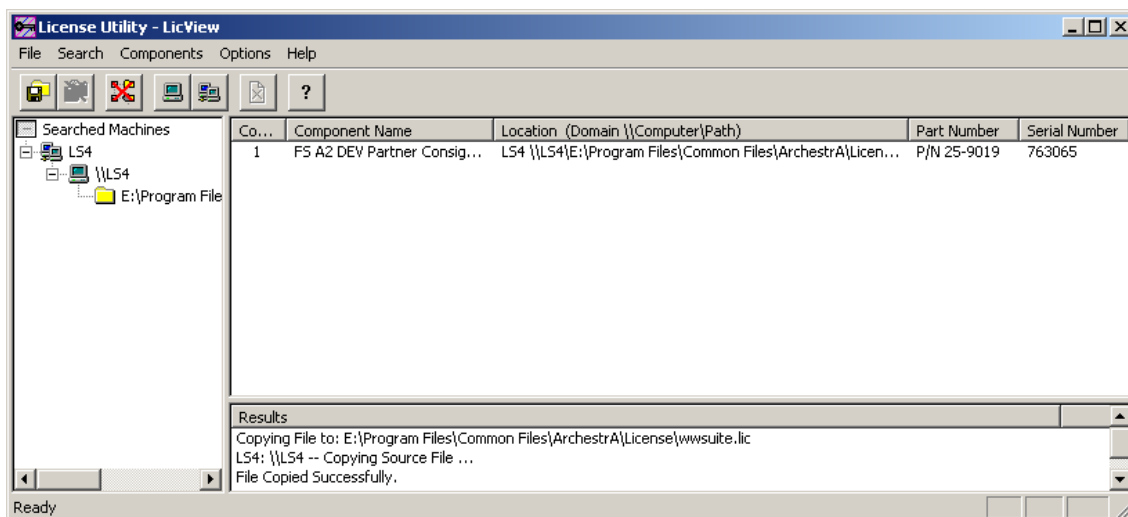 License Utility - LicView
File Search Components Options Help
?
Searched Machines
LS4
\\LS4
E:\Program File
Co... Component Name Location (Domain \\Computer\Path) Part Number Serial Number
1 FS A2 DEV Partner Consig... LS4 \\LS4\E:\Program Files\Common Files\ArchestrA\Licen... P/N 25-9019 763065
Results
Copying File to: E:\Program Files\Common Files\ArchestrA\License\wwsuite.lic
LS4: \\LS4 -- Copying Source File ...
File Copied Successfully.
Ready